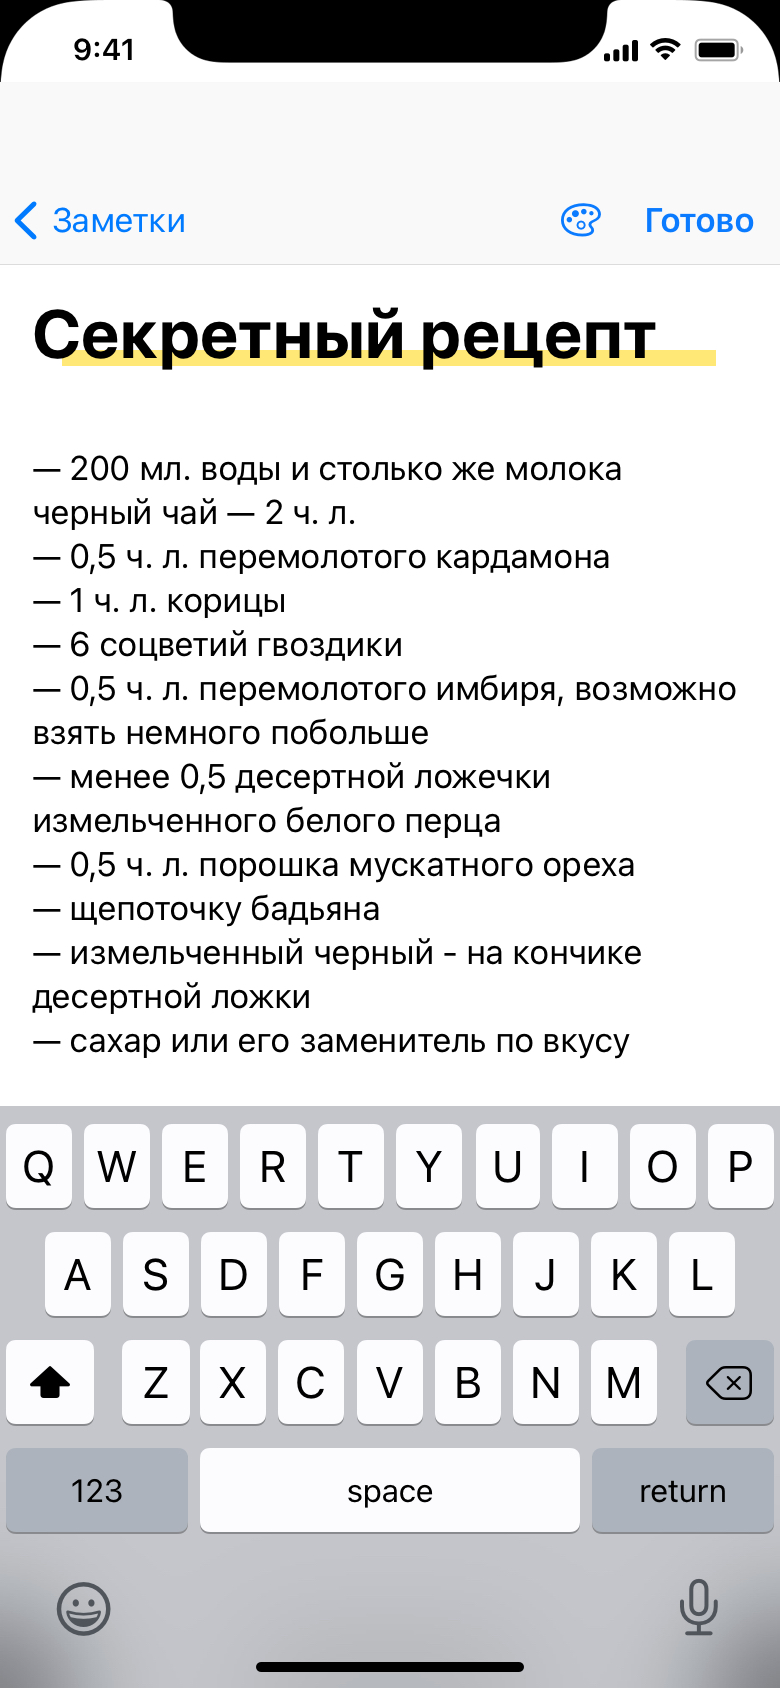 9:41
Заметки
Готово
Секретный рецепт
— 200 мл. воды и столько же молока
черный чай — 2 ч. л.
— 0,5 ч. л. перемолотого кардамона
— 1 ч. л. корицы
— 6 соцветий гвоздики
— 0,5 ч. л. перемолотого имбиря, возможно
взять немного побольше
— менее 0,5 десертной ложечки
измельченного белого перца
— 0,5 ч. л. порошка мускатного ореха
— щепоточку бадьяна
— измельченный черный - на кончике
десертной ложки
— сахар или его заменитель по вкусу
Q W E R T Y U I O P
A S D F G H J K L
Z X C V B N M
123 space return